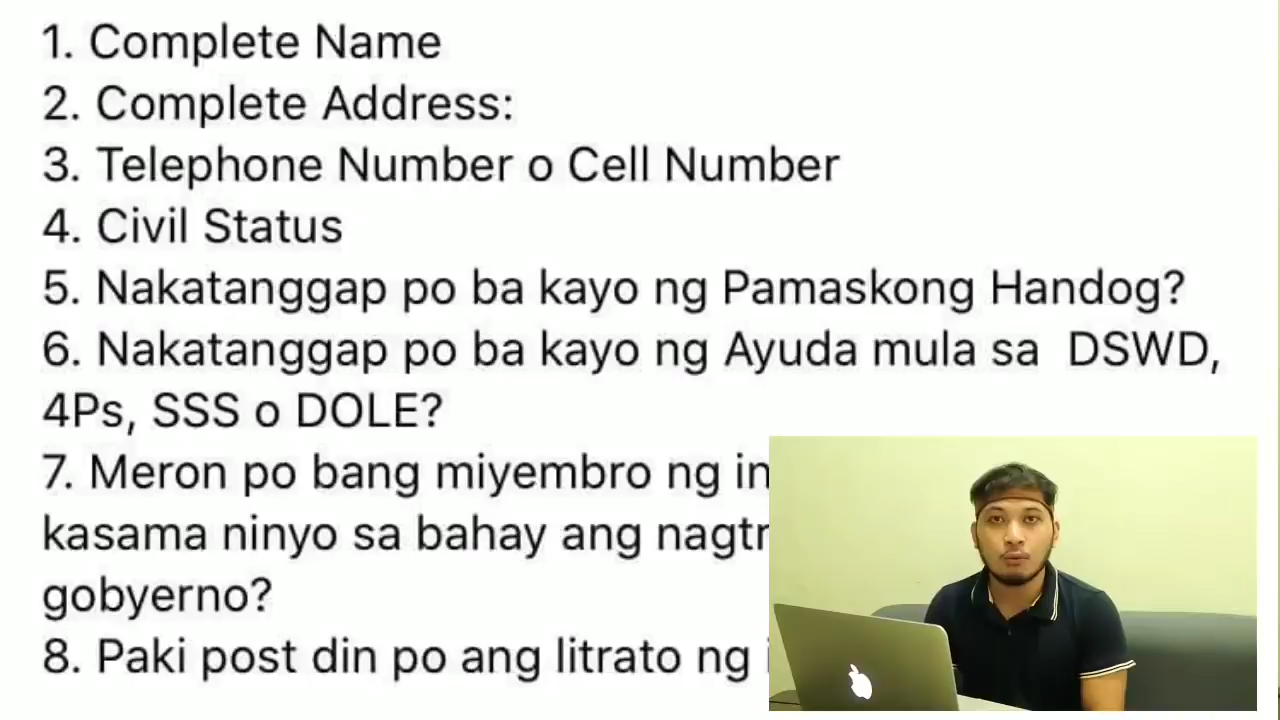 1. Complete Name
2. Complete Address:
3. Telephone Number o Cell Number
4. Civil Status
5. Nakatanggap po ba kayo ng Pamaskong Handog?
6. Nakatanggap po ba kayo ng Ayuda mula sa DSWD,
4Ps, SSS o DOLE?
7. Meron po bang miyembro ng
kasama ninyo sa bahay ang
gobyerno?
8. Paki post din po ang litrato ng